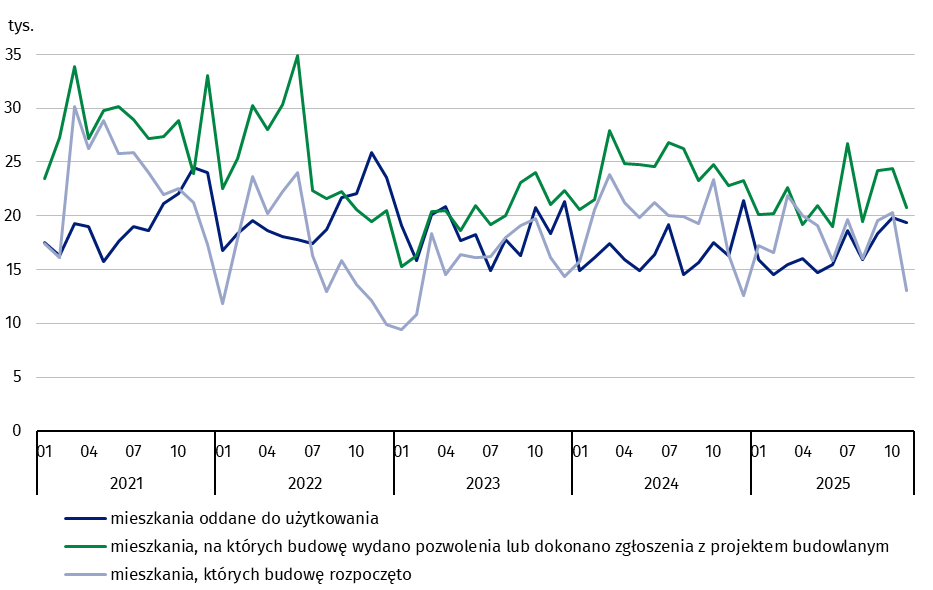 tys.
35
30
25
20
15
10
5
0
01 04 07 10 01 04 07 10 01 04 07 10 01 04 07 10 01 04 07 10
2021 2022 2023 2024 2025
mieszkania oddane do użytkowania
mieszkania, na których budowę wydano pozwolenia lub dokonano zgłoszenia z projektem budowlanym
mieszkania, których budowę rozpoczęto